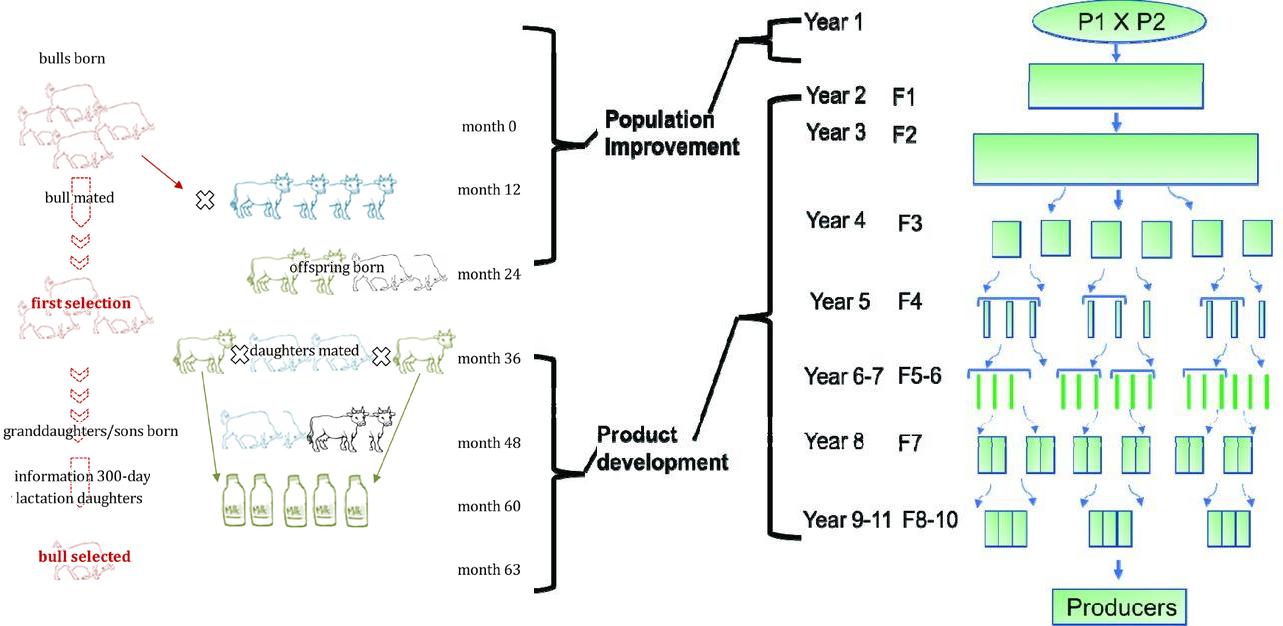 bulls born
bull mated
first selection
granddaughters/sons born
information 300-day
lactation daughters
bull selected
offspring born
daughters mated
Milk
Milk
Milk
Milk
Milk
month 0
month 12
month 24
month 36
month 48
month 60
month 63
Population
Improvement
Product
development
Year 1
Year 2 F1
Year 3 F2
Year 4 F3
Year 5 F4
Year 6-7 F5-6
Year 8 F7
Year 9-11 F8-10
P1 X P2
Producers